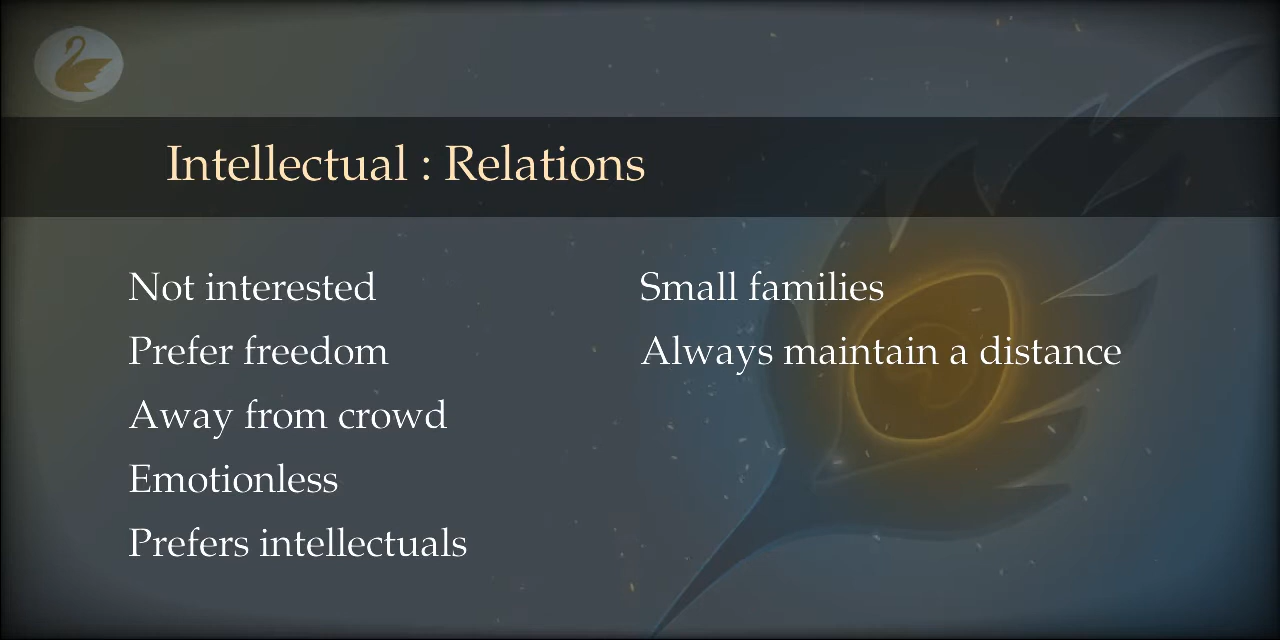 Intellectual : Relations
Not interested
Prefer freedom
Away from crowd
Emotionless
Prefers intellectuals
Small families
Always maintain a distance